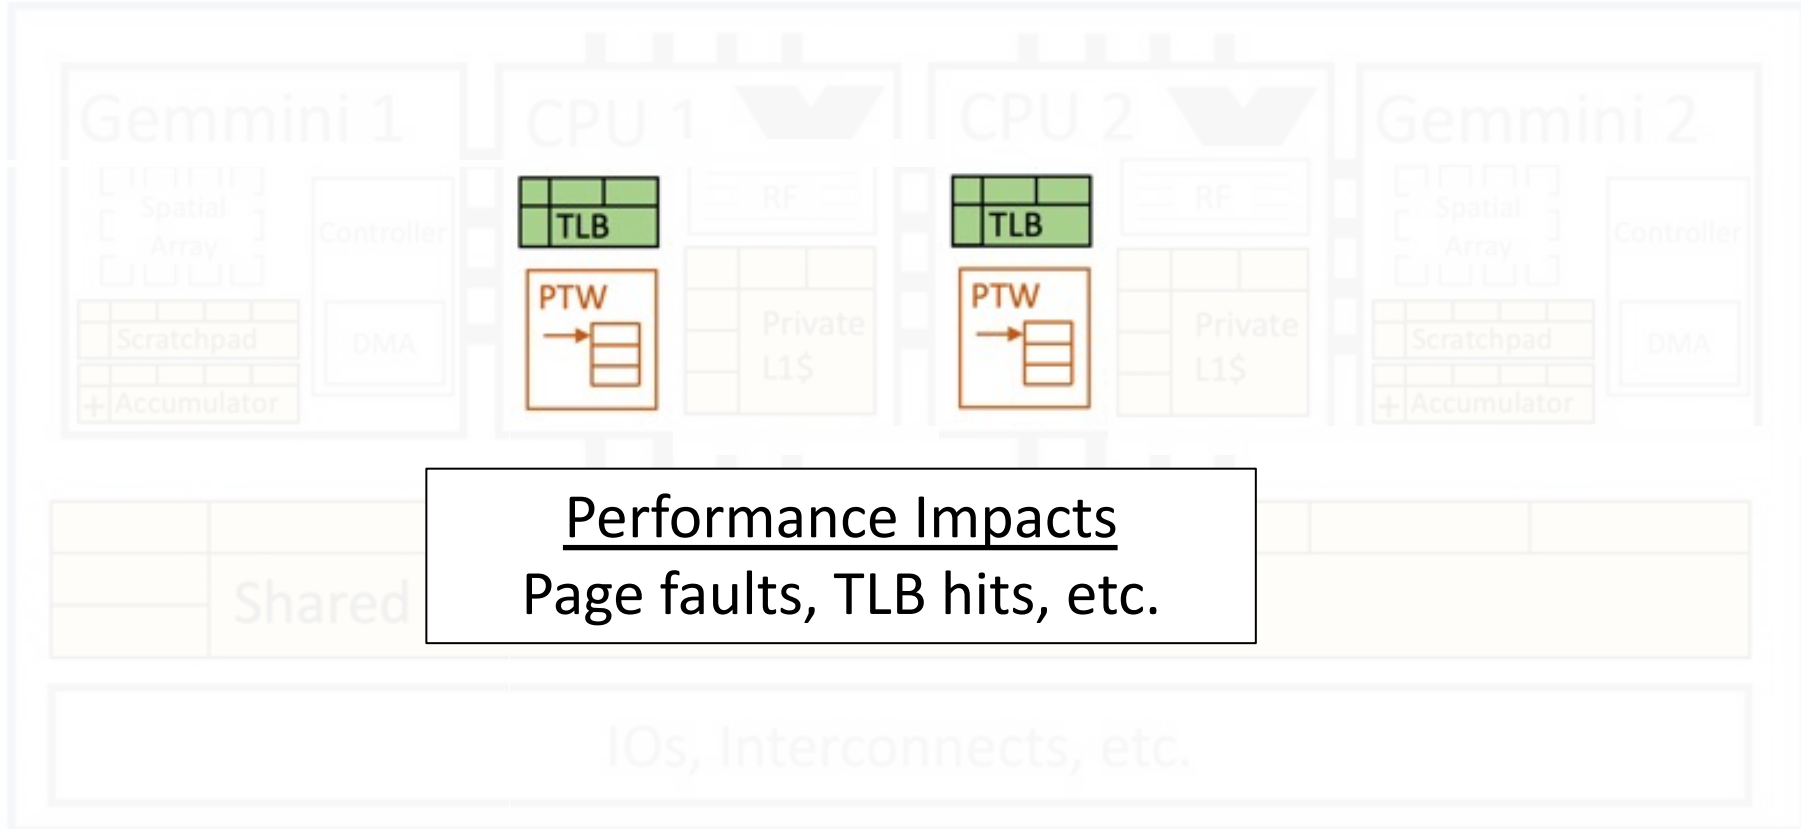 Gemmini 1
CPU 1
CPU 2
Gemmini 2
Spatial
Array
Controller
Scratchpad
DMA
+ Accumulator
TLB
PTW
RF
Private
L1$
TLB
PTW
RF
Private
L1$
Spatial
Array
Controller
Scratchpad
DMA
+ Accumulator
Performance Impacts
Page faults, TLB hits, etc.
Shared
IOs, Interconnects, etc.